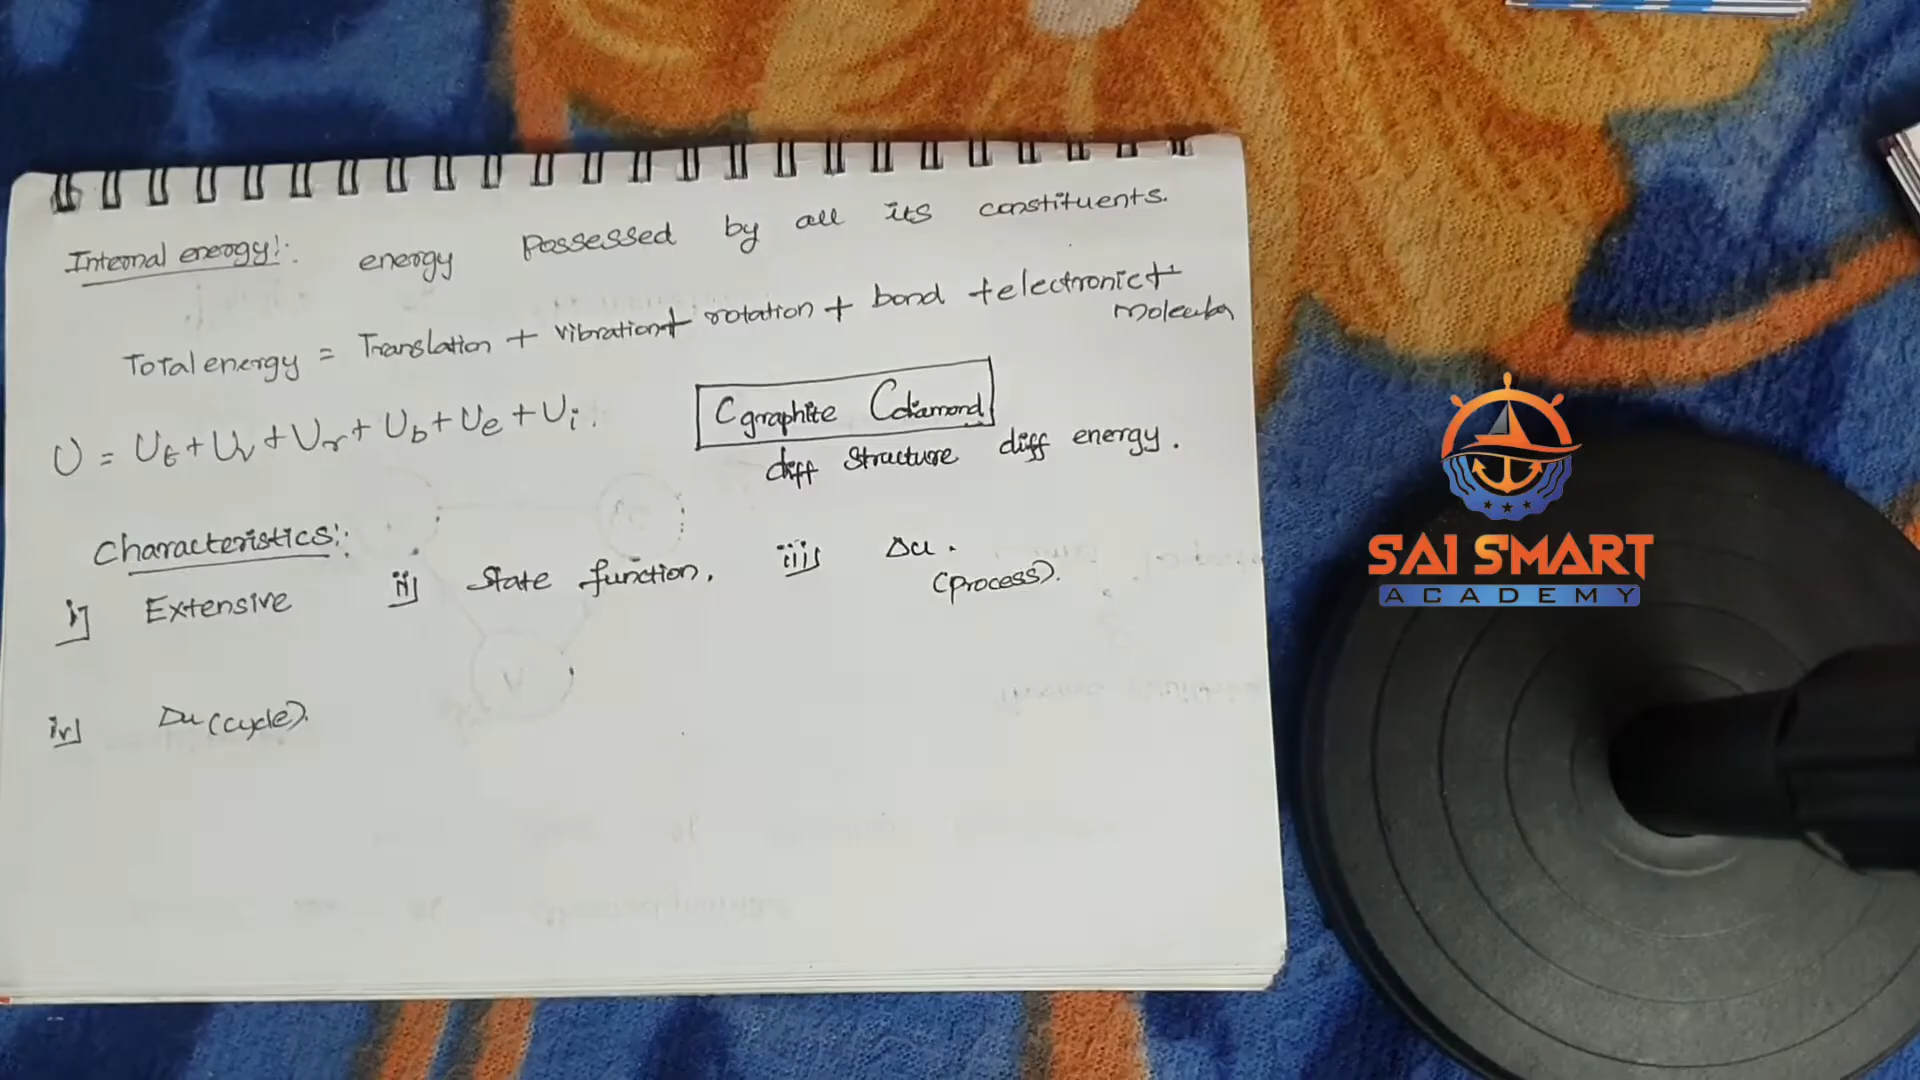 Internal energy:- energy possessed by all its constituents.
Total energy = Translation + vibration + rotation + bond + electronic +
molecular
U = Ut + Uv + Ur + Ub + Ue + Ui.
C graphite C diamond
diff structure diff energy.
Characteristics:-
i] Extensive ii] State function. iii] Δu.
(process).
iv] Δu (cycle).
SAI SMART
ACADEMY